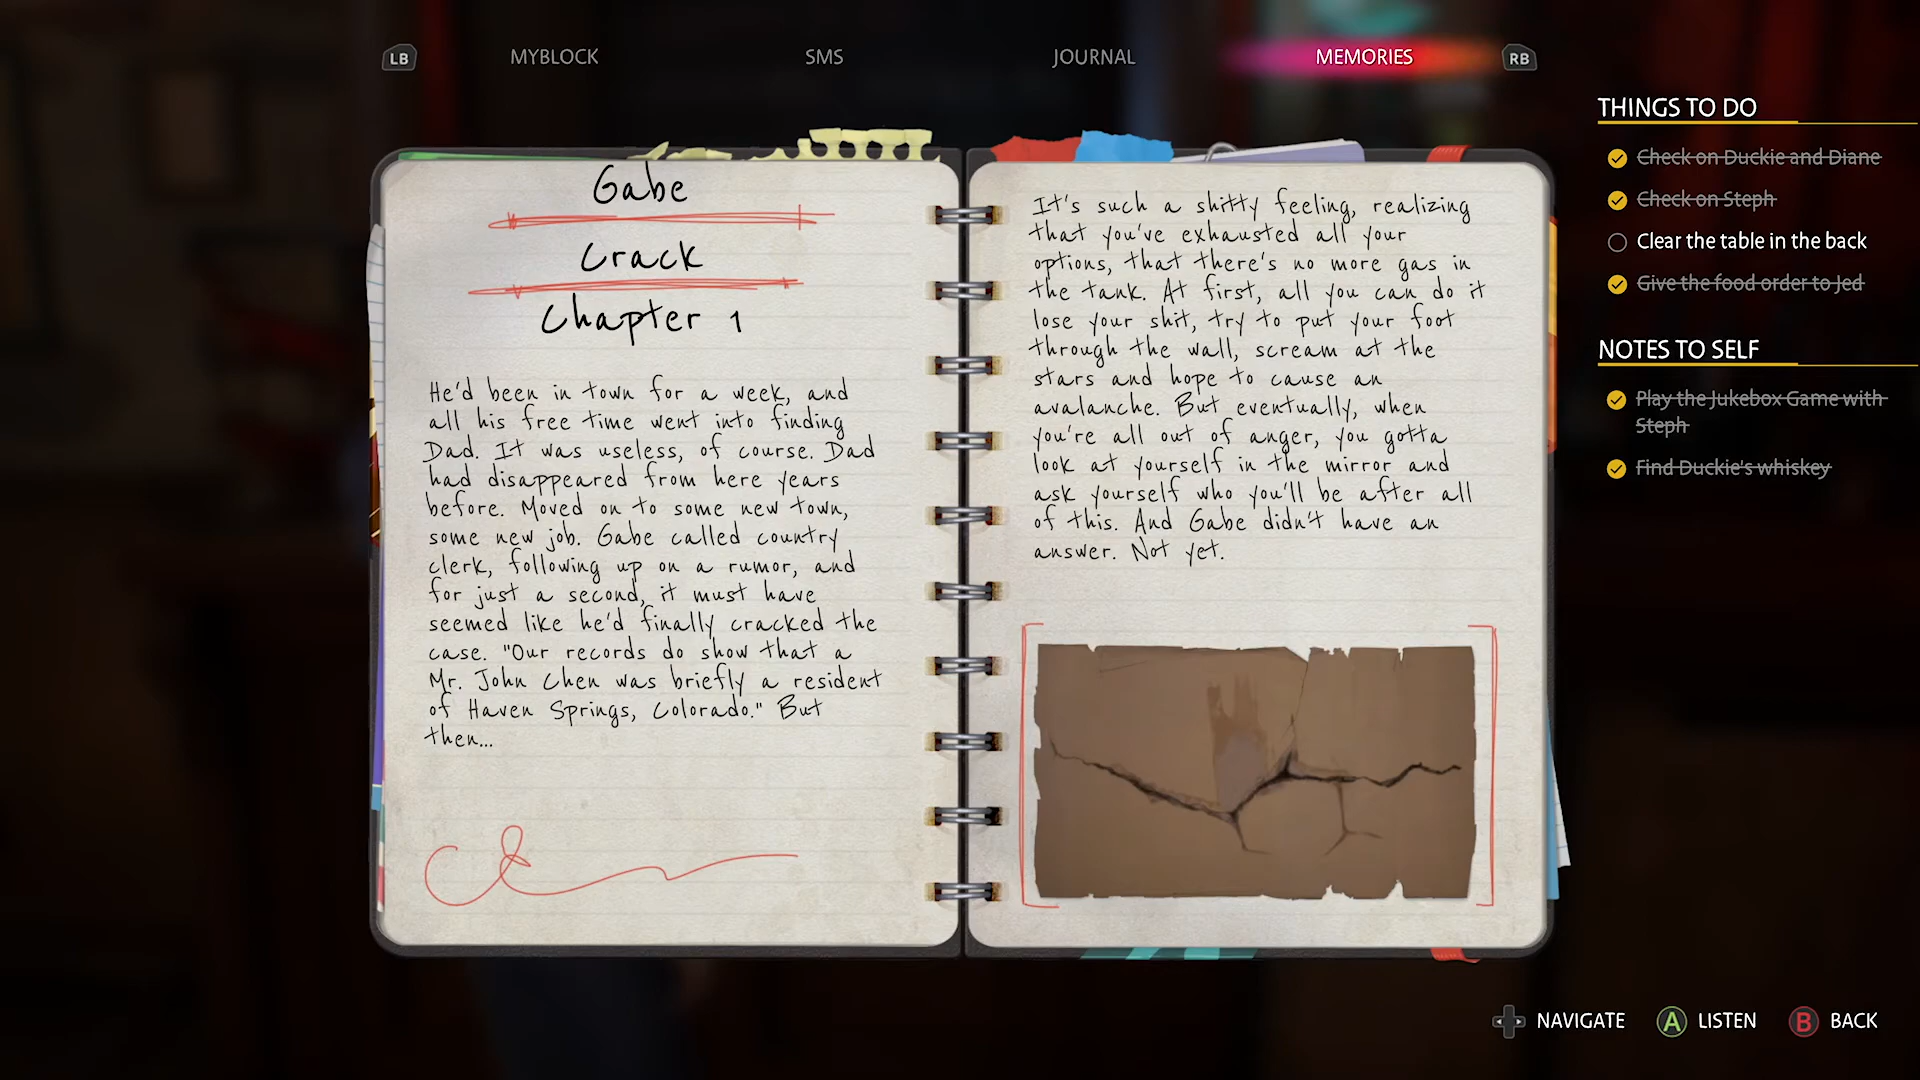 LB
MYBLOCK
SMS
JOURNAL
MEMORIES
RB
Gabe
Crack
Chapter 1
He'd been in town for a week, and
all his free time went into finding
Dad. It was useless, of course. Dad
had disappeared from here years
before. Moved on to some new town,
some new job. Gabe called country
clerk, following up on a rumor, and
for just a second, it must have
seemed like he'd finally cracked the
case. "Our records do show that a
Mr. John Chen was briefly a resident
of Haven Springs, Colorado." But
then...
It's such a shitty feeling, realizing
that you've exhausted all your
options, that there's no more gas in
the tank. At first, all you can do it
lose your shit, try to put your foot
through the wall, scream at the
stars and hope to cause an
avalanche. But eventually, when
you're all out of anger, you gotta
look at yourself in the mirror and
ask yourself who you'll be after all
of this. And Gabe didn't have an
answer. Not yet.
THINGS TO DO
Check on Duckie and Diane
Check on Steph
Clear the table in the back
Give the food order to Jed
NOTES TO SELF
Play the Jukebox Game with
Steph
Find Duckie's whiskey
NAVIGATE
A LISTEN
B BACK